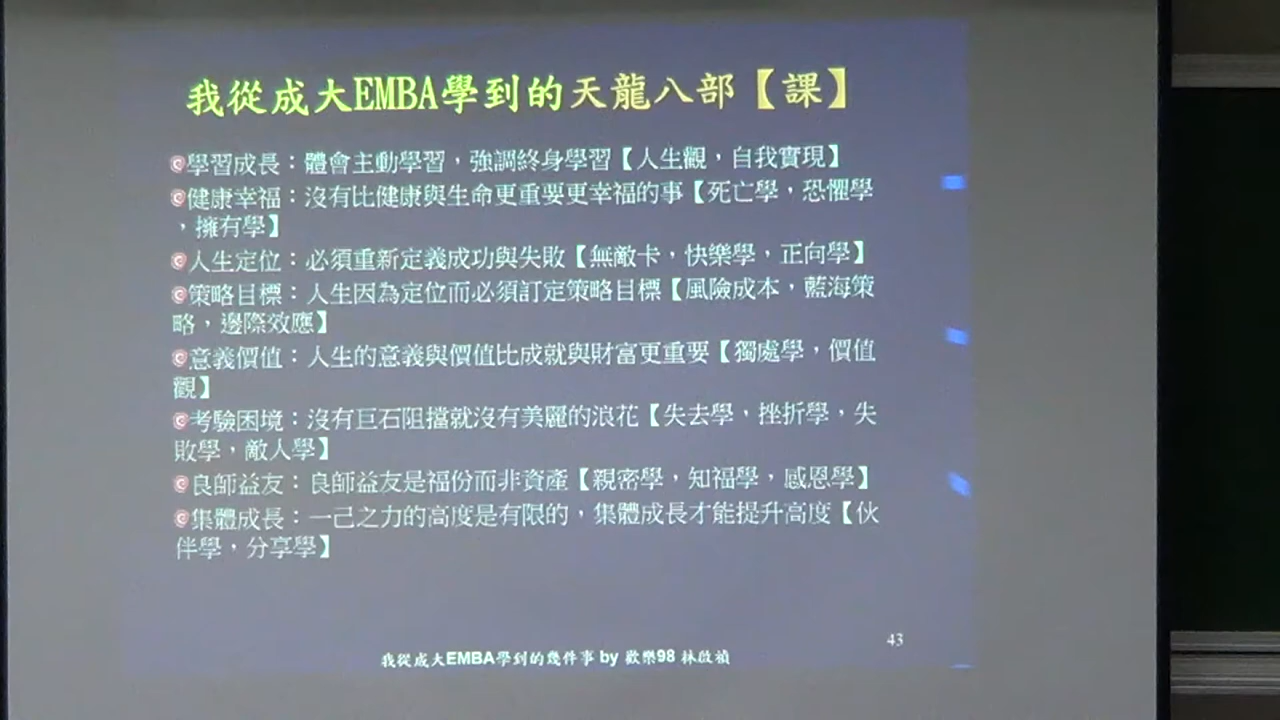 我從成大EMBA學到的天龍八部【課】
學習成長：體會主動學習，強調終身學習【人生觀，自我實現】
健康幸福：沒有比健康與生命更重要更幸福的事【死亡學，恐懼學
，擁有學】
人生定位：必須重新定義成功與失敗【無敵卡，快樂學，正向學】
策略目標：人生因為定位而必須訂定策略目標【風險成本，藍海策
略，邊際效應】
意義價值：人生的意義與價值比成就與財富更重要【獨處學，價值
觀】
考驗困境：沒有巨石阻擋就沒有美麗的浪花【失去學，挫折學，失
敗學，敵人學】
良師益友：良師益友是福份而非資產【親密學，知福學，感恩學】
集體成長：一己之力的高度是有限的，集體成長才能提升高度【伙
伴學，分享學】
43
我從成大EMBA學到的幾件事 by 歡樂98 林啟禎